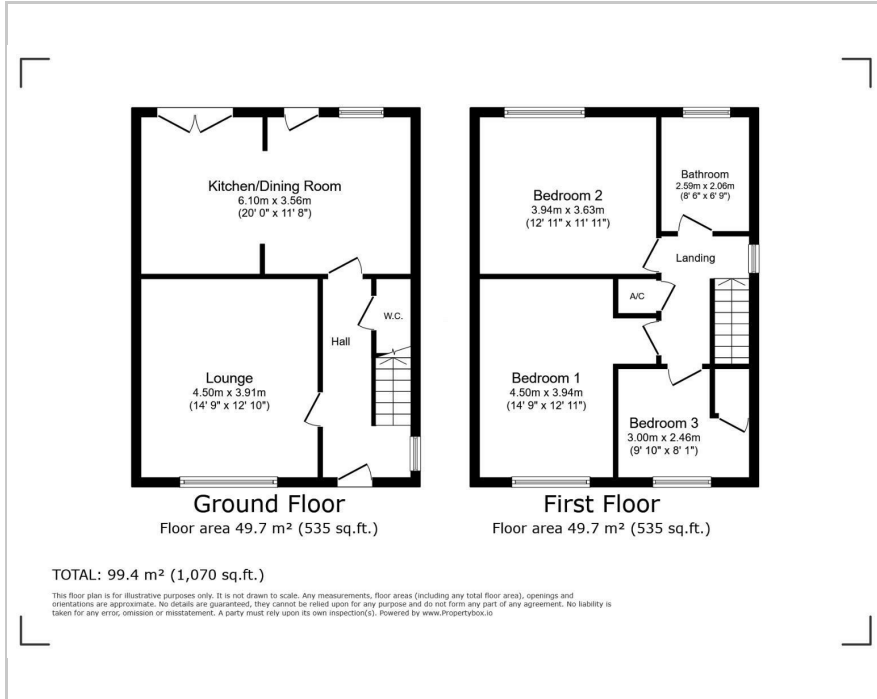 Kitchen/Dining Room
6.10m x 3.56m
(20' 0" x 11' 8")
W.C.
Hall
Lounge
4.50m x 3.91m
(14' 9" x 12' 10")
Ground Floor
Floor area 49.7 m² (535 sq.ft.)
Bedroom 2
3.94m x 3.63m
(12' 11" x 11' 11")
Bathroom
2.59m x 2.06m
(8' 6" x 6' 9")
Landing
A/C
Bedroom 1
4.50m x 3.94m
(14' 9" x 12' 11")
Bedroom 3
3.00m x 2.46m
(9' 10" x 8' 1")
First Floor
Floor area 49.7 m² (535 sq.ft.)
TOTAL: 99.4 m² (1,070 sq.ft.)
This floor plan is for illustrative purposes only. It is not drawn to scale. Any measurements, floor areas (including any total floor area), openings and
orientations are approximate. No details are guaranteed, they cannot be relied upon for any purpose and do not form any part of any agreement. No liability is
taken for any error, omission or misstatement. A party must rely upon its own inspection(s). Powered by www.Propertybox.io